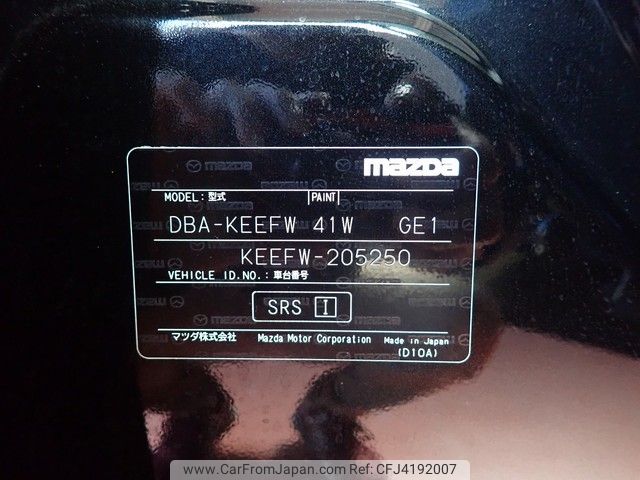 mazda
MODEL:型式 PAINT
DBA-KEEFW 41W GE1
KEEFW-205250
VEHICLE ID.NO.:車台番号
SRS I
マツダ株式会社 Mazda Motor Corporation Made in Japan
(D10A)
www.CarFromJapan.com Ref:CFJ4192007